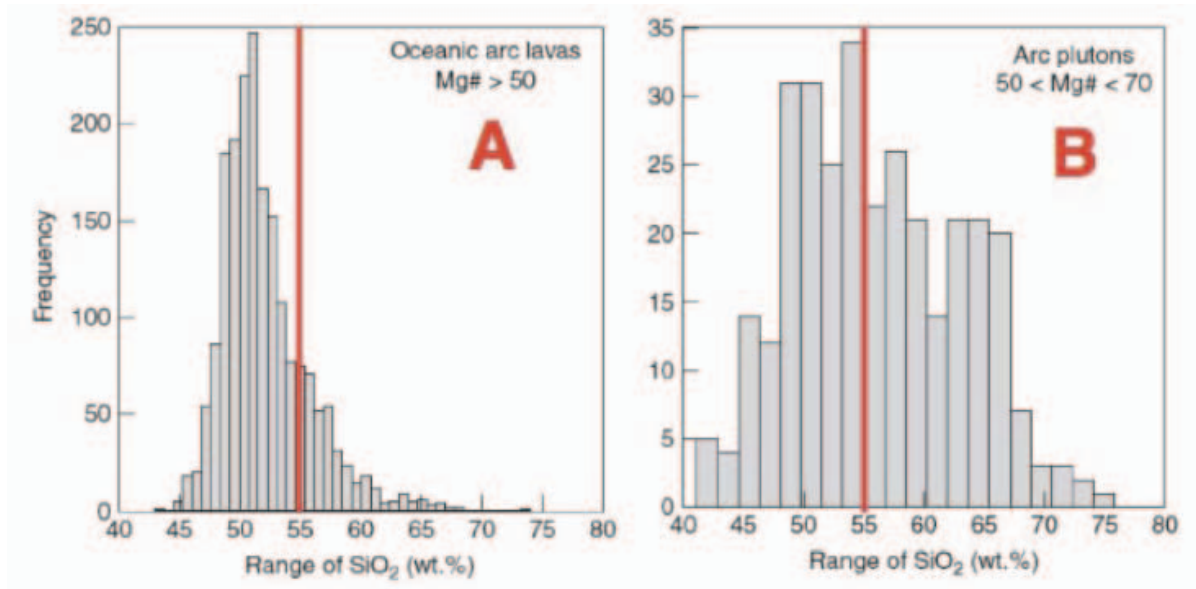 250
200
150
100
50
0
Frequency
Oceanic arc lavas
Mg# > 50
A
40 45 50 55 60 65 70 75 80
Range of SiO₂ (wt.%)
35
30
25
20
15
10
5
0
Arc plutons
50 < Mg# < 70
B
40 45 50 55 60 65 70 75 80
Range of SiO₂ (wt.%)